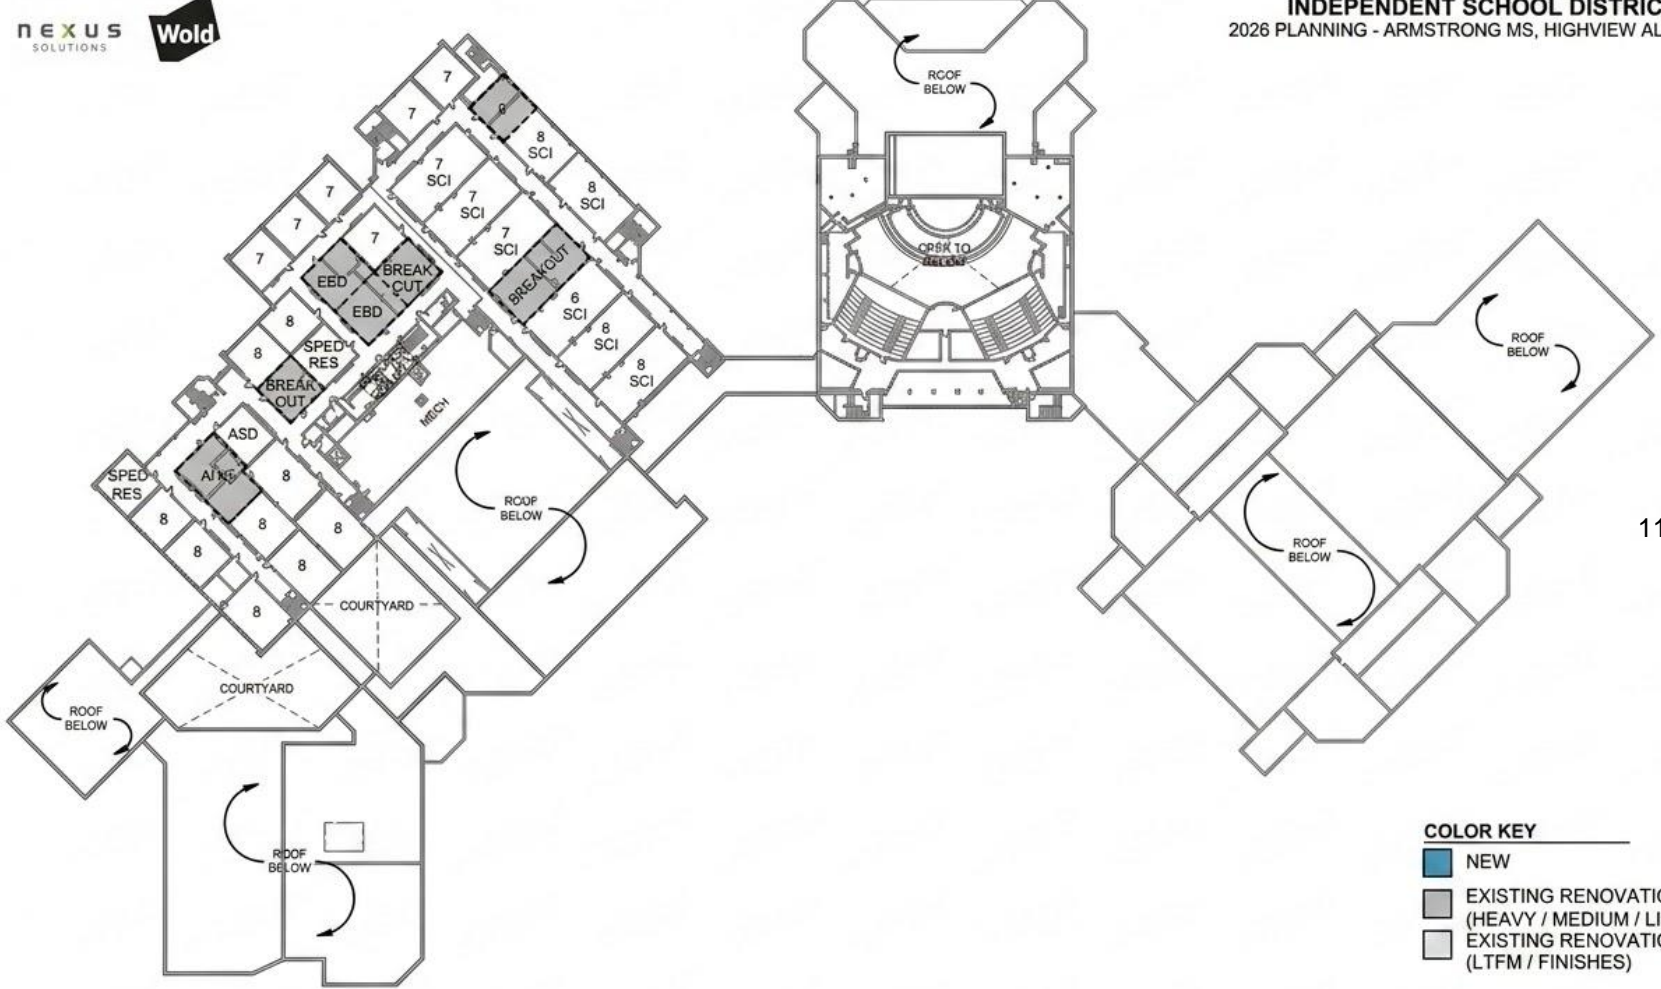 nexus
SOLUTIONS
Wold
INDEPENDENT SCHOOL DISTRIC
2026 PLANNING - ARMSTRONG MS, HIGHVIEW AL
ROOF
BELOW
7
7
8
SCI
7
SCI
8
SCI
7
7
SCI
7
7
SCI
7
7
BREAKOUT
EBD
BREAK
OUT
EBD
6
SCI
8
SCI
8
SCI
8
8
SPED
RES
BREAK
OUT
MECH
OPEN TO
BELOW
ASD
8
SPED
RES
8
8
8
8
8
8
ROOF
BELOW
ROOF
BELOW
ROOF
BELOW
11
COURTYARD
COURTYARD
ROOF
BELOW
ROOF
BELOW
COLOR KEY
NEW
EXISTING RENOVATIO
(HEAVY / MEDIUM / LI
EXISTING RENOVATIO
(LTFM / FINISHES)